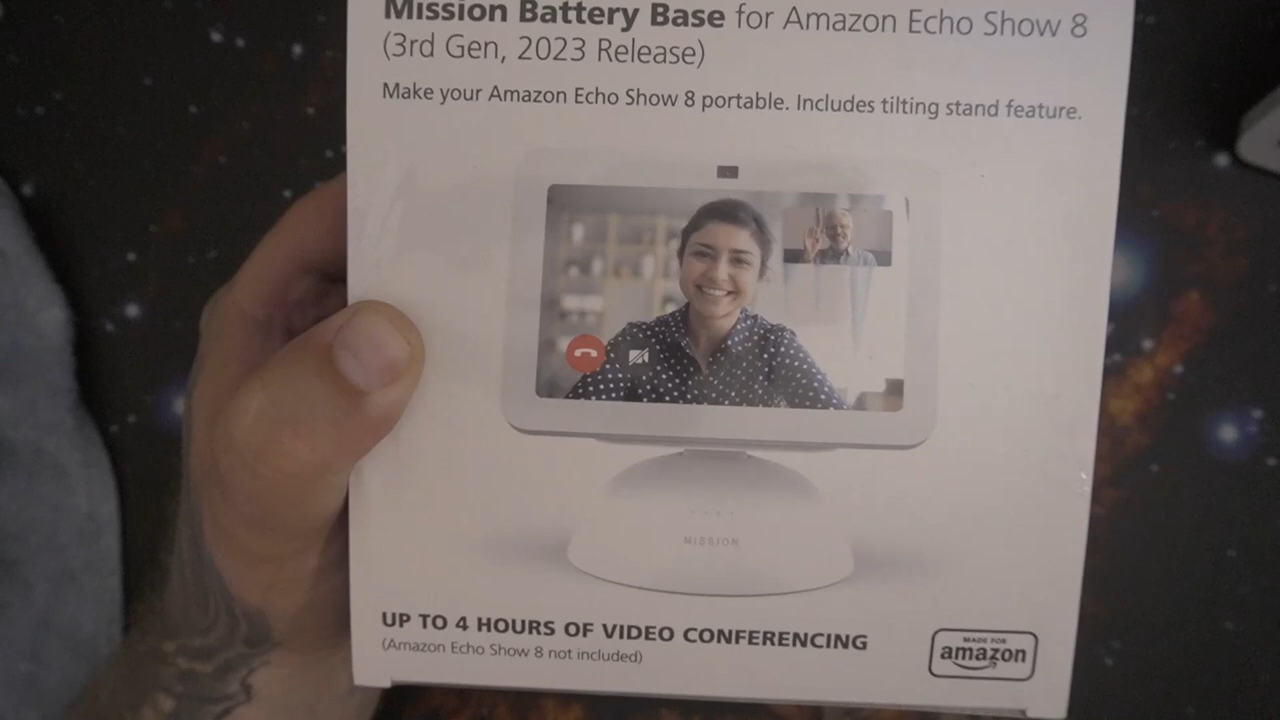 Mission Battery Base for Amazon Echo Show 8
(3rd Gen, 2023 Release)
Make your Amazon Echo Show 8 portable. Includes tilting stand feature.
MISSION
UP TO 4 HOURS OF VIDEO CONFERENCING
(Amazon Echo Show 8 not included)
MADE FOR
amazon